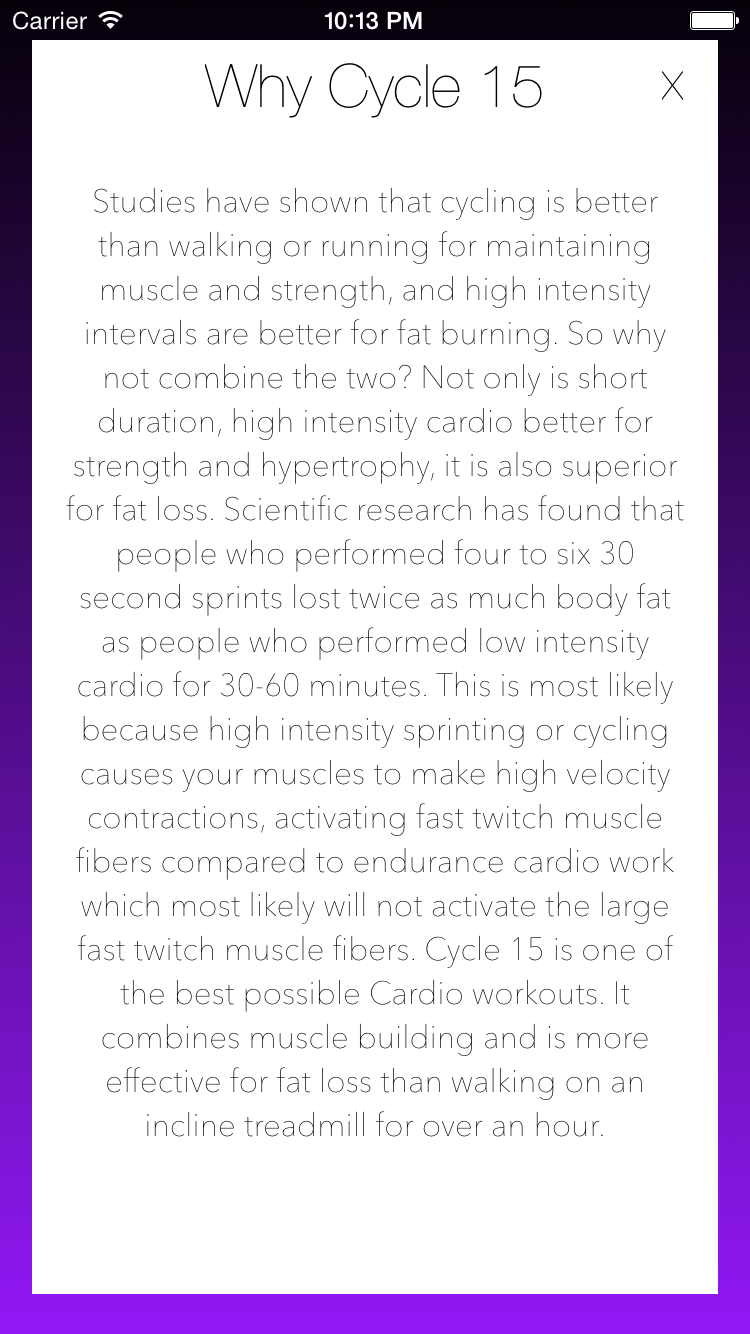 Carrier
10:13 PM
Why Cycle 15
X
Studies have shown that cycling is better
than walking or running for maintaining
muscle and strength, and high intensity
intervals are better for fat burning. So why
not combine the two? Not only is short
duration, high intensity cardio better for
strength and hypertrophy, it is also superior
for fat loss. Scientific research has found that
people who performed four to six 30
second sprints lost twice as much body fat
as people who performed low intensity
cardio for 30-60 minutes. This is most likely
because high intensity sprinting or cycling
causes your muscles to make high velocity
contractions, activating fast twitch muscle
fibers compared to endurance cardio work
which most likely will not activate the large
fast twitch muscle fibers. Cycle 15 is one of
the best possible Cardio workouts. It
combines muscle building and is more
effective for fat loss than walking on an
incline treadmill for over an hour.